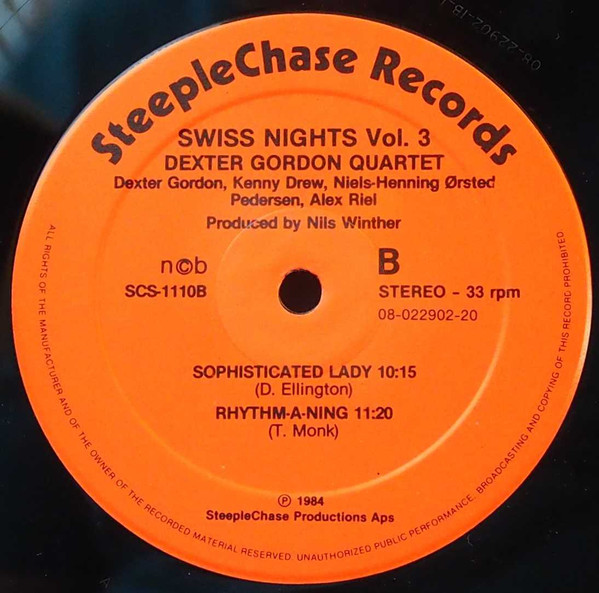 SteepleChase Records
SWISS NIGHTS Vol. 3
DEXTER GORDON QUARTET
Dexter Gordon, Kenny Drew, Niels-Henning Ørsted
Pedersen, Alex Riel
Produced by Nils Winther
n©b
B
SCS-1110B
STEREO - 33 rpm
08-022902-20
SOPHISTICATED LADY 10:15
(D. Ellington)
RHYTHM-A-NING 11:20
(T. Monk)
℗ 1984
SteepleChase Productions Aps
ALL RIGHTS OF THE MANUFACTURER AND OF THE OWNER OF THE RECORDED MATERIAL RESERVED UNAUTHORIZED PUBLIC PERFORMANCE, BROADCASTING AND COPYING OF THIS RECORD PROHIBITED